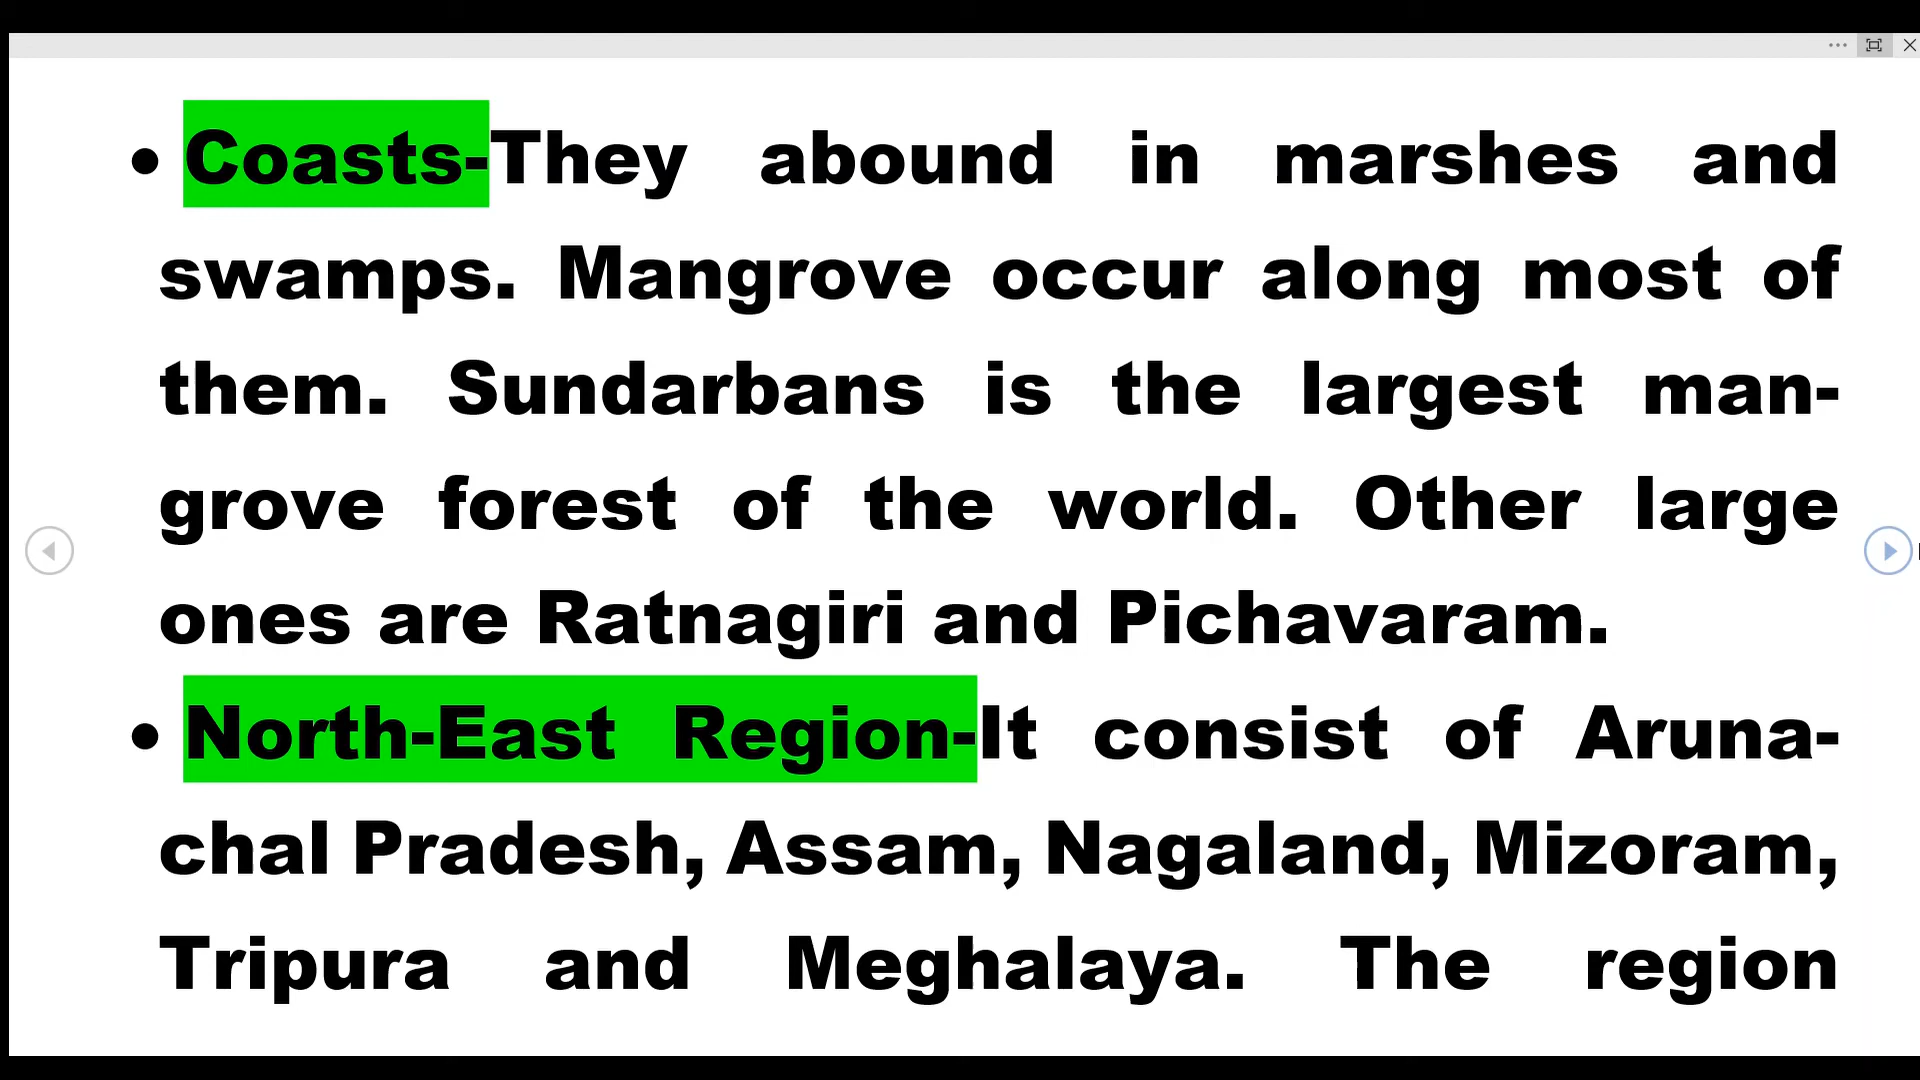 • Coasts-They abound in marshes and
swamps. Mangrove occur along most of
them. Sundarbans is the largest man-
grove forest of the world. Other large
ones are Ratnagiri and Pichavaram.
• North-East Region-It consist of Aruna-
chal Pradesh, Assam, Nagaland, Mizoram,
Tripura and Meghalaya. The region